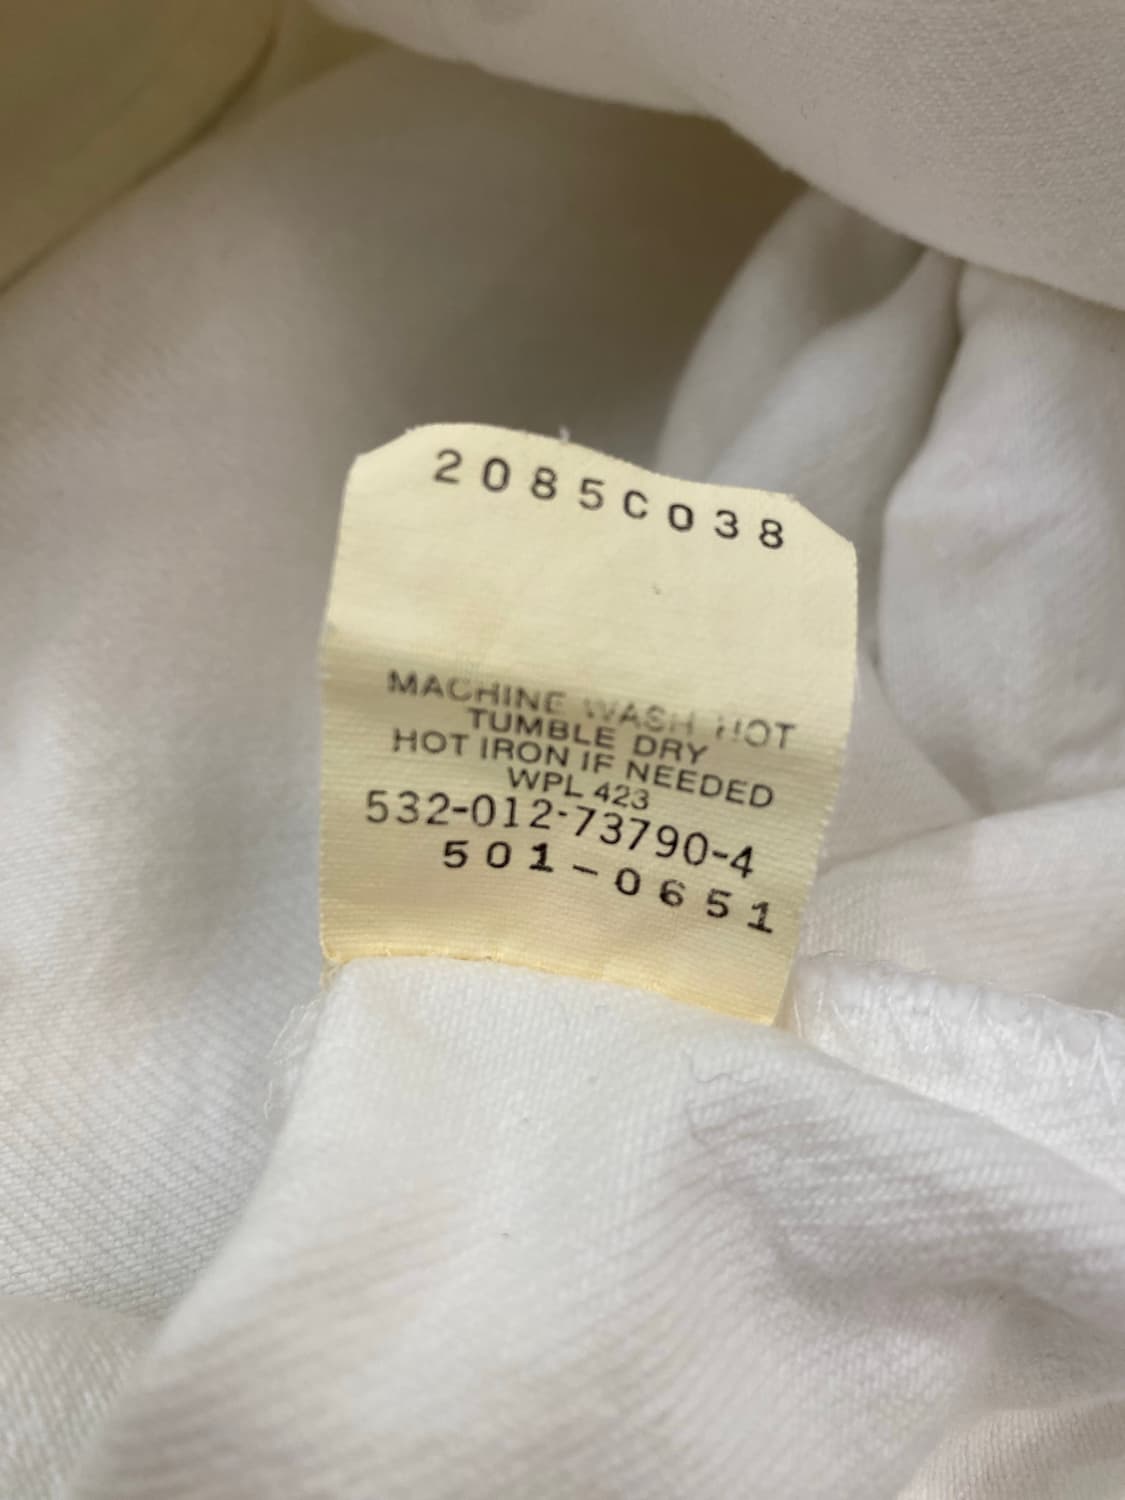 2085C038
MACHINE WASH HOT
TUMBLE DRY
HOT IRON IF NEEDED
WPL 423
532-012-73790-4
501-0651